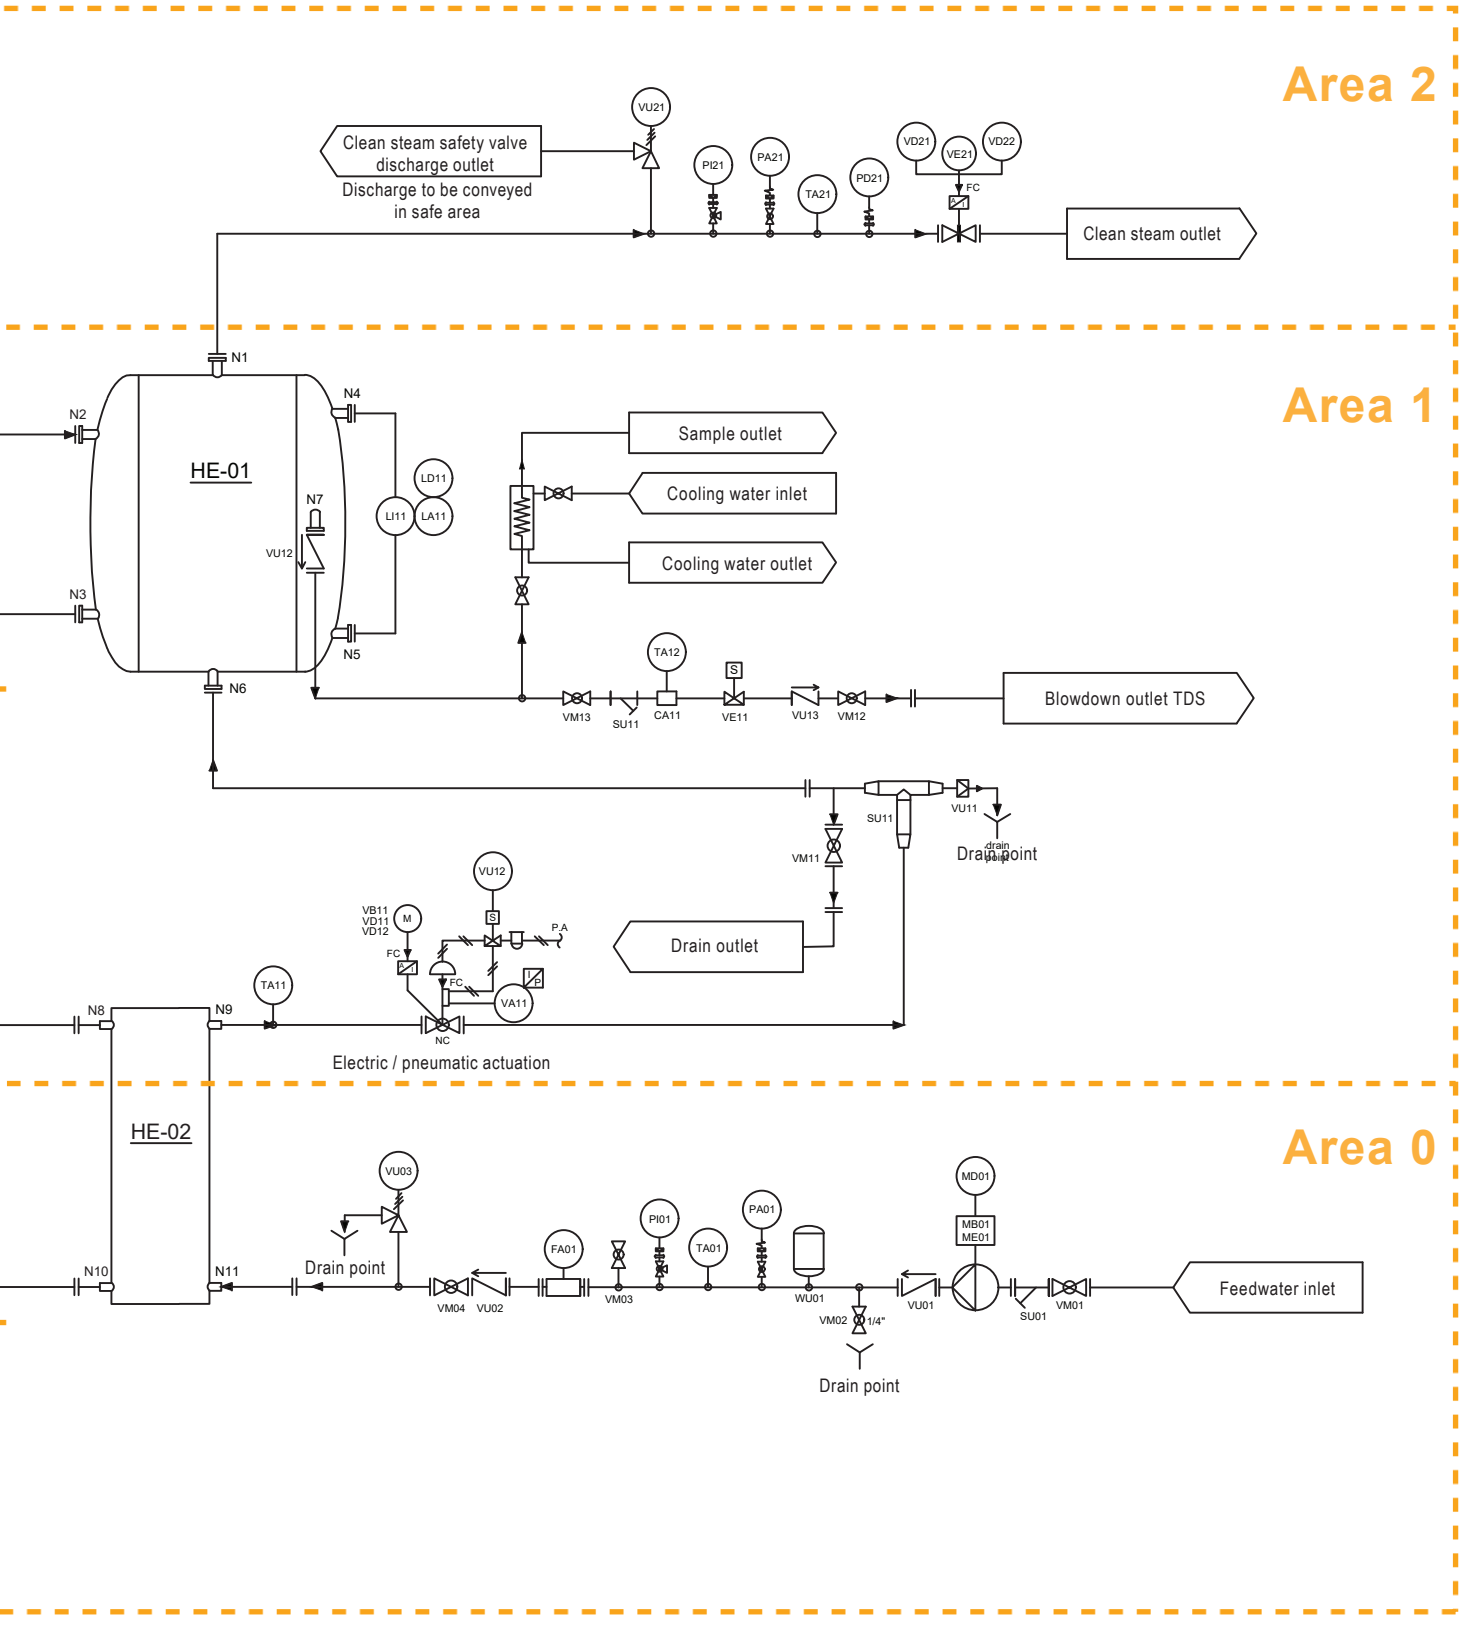 Area 2
VU21
Clean steam safety valve
discharge outlet
Discharge to be conveyed
in safe area
PI21
PA21
TA21
PD21
VD21
VE21
VD22
FC
A
I
Clean steam outlet
Area 1
N1
N2
N3
N4
N5
N6
N7
HE-01
VU12
LD11
LI11
LA11
Sample outlet
Cooling water inlet
Cooling water outlet
TA12
S
VM13
SU11
CA11
VE11
VU13
VM12
Blowdown outlet TDS
SU11
VU11
drain
point
Drain point
VM11
Drain outlet
VU12
S
P.A
VB11
VD11
VD12
M
FC
A
I
FC
I
P
VA11
NC
TA11
N8
N9
Electric / pneumatic actuation
Area 0
HE-02
N10
N11
VU03
Drain point
VM04
VU02
FA01
VM03
PI01
TA01
PA01
WU01
VM02
1/4"
Drain point
VU01
MD01
MB01
ME01
SU01
VM01
Feedwater inlet